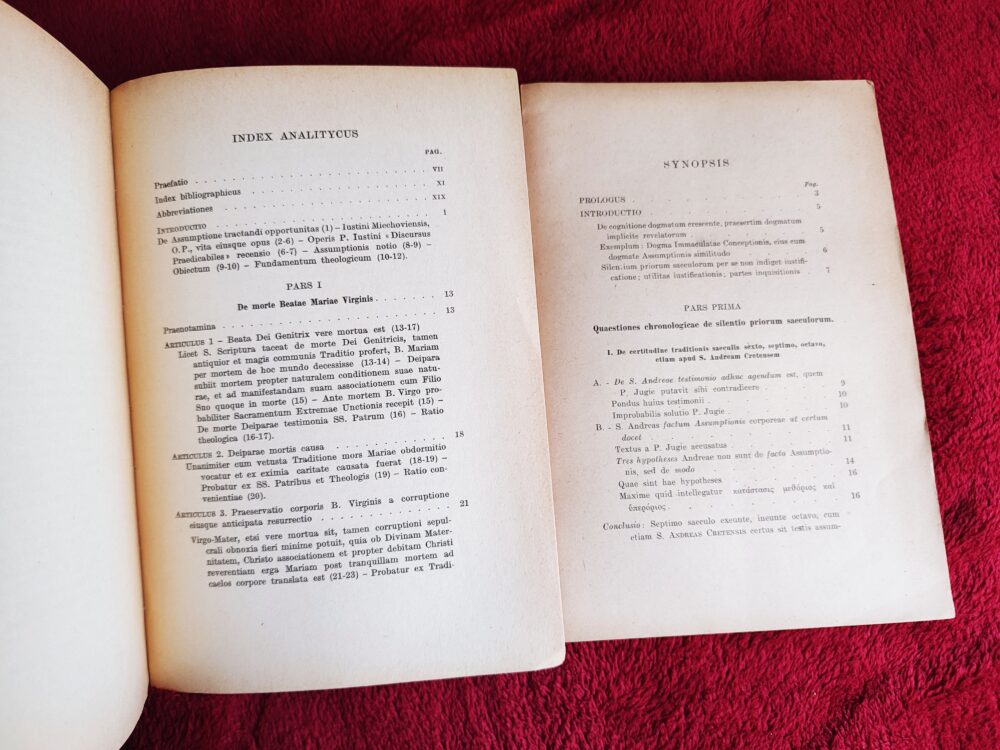 INDEX ANALITYCUS
PAG.
Praefatio . . . . . . . . . . . . . . . VII
Index bibliographicus . . . . . . . . . . . . XI
Abbreviationes . . . . . . . . . . . . . XIX
INTRODUCTIO . . . . . . . . . . . . . . 1
De Assumptione tractandi opportunitas (1) – Iustini Miechoviensis,
O. P., vita eiusque opus (2-6) – Operis P. Iustini « Discursus
Praedicabiles » recensio (6-7) – Assumptionis notio (8-9) –
Obiectum (9-10) – Fundamentum theologicum (10-12).
PARS I
De morte Beatae Mariae Virginis . . . . . . . 13
Praenotamina . . . . . . . . . . . . . . 13
ARTICULUS 1 – Beata Dei Genitrix vere mortua est (13-17)
Licet S. Scriptura taceat de morte Dei Genitricis, tamen
antiquior et magis communis Traditio profert, B. Mariam
per mortem de hoc mundo decessisse (13-14) – Deipara
subiit mortem propter naturalem conditionem suae natu-
rae, et ad manifestandam suam associationem cum Filio
Suo quoque in morte (15) – Ante mortem B. Virgo pro-
babiliter Sacramentum Extremae Unctionis recepit (15) –
De morte Deiparae testimonia SS. Patrum (16) – Ratio
theologica (16-17).
ARTICULUS 2. Deiparae mortis causa . . . . . . . . 18
Unanimiter cum vetusta Traditione mors Mariae abdormitio
vocatur et ex eximia caritate causata fuerat (18-19) –
Probatur ex SS. Patribus et Theologis (19) – Ratio con-
venientiae (20).
ARTICULUS 3. Praeservatio corporis B. Virginis a corruptione
eiusque anticipata resurrectio . . . . . . . . . 21
Virgo-Mater, etsi vere mortua sit, tamen corruptioni sepul-
crali obnoxia fieri minime potuit, quia ob Divinam Mater-
nitatem, Christo associationem et propter debitam Christi
reverentiam erga Mariam post tranquillam mortem ad
caelos corpore translata est (21-23) – Probatur ex Tradi-
SYNOPSIS
Pag.
PROLOGUS . . . . . . . . . . . . . . 3
INTRODUCTIO . . . . . . . . . . . . . 5
De cognitione dogmatum crescente, praesertim dogmatum
implicite revelatorum . . . . . . . . . . 5
Exemplum : Dogma Immaculatae Conceptionis, eius cum
dogmate Assumptionis similitudo . . . . . . 6
Silentium priorum saeculorum per se non indiget iustifi-
catione ; utilitas iustificationis ; partes inquisitionis . . 7
PARS PRIMA
Quaestiones chronologicae de silentio priorum saeculorum.
I. De certitudine traditionis saeculis sexto, septimo, octavo,
etiam apud S. Andream Cretensem
A. - De S. Andreae testimonio adhuc agendum est, quem
P. Jugie putavit sibi contradicere . . . . . . 9
Pondus huius testimonii . . . . . . . . . 10
Improbabilis solutio P. Jugie . . . . . . . . 10
B. - S. Andreas factum Assumptionis corporeae ut certum
docet . . . . . . . . . . . . . 11
Textus a P. Jugie accusatus . . . . . . . . 11
Tres hypotheses Andreae non sunt de facto Assumptio-
nis, sed de modo . . . . . . . . . . 14
Quae sint hae hypotheses . . . . . . . . . 16
Maxime quid intellegatur κατάστασις μεθόριος καὶ
. . . . . . . . . . . . . 16
Conclusio : Septimo saeculo exeunte, ineunte octavo, cum
etiam S. ANDREAS CRETENSIS certus sit testis assum-